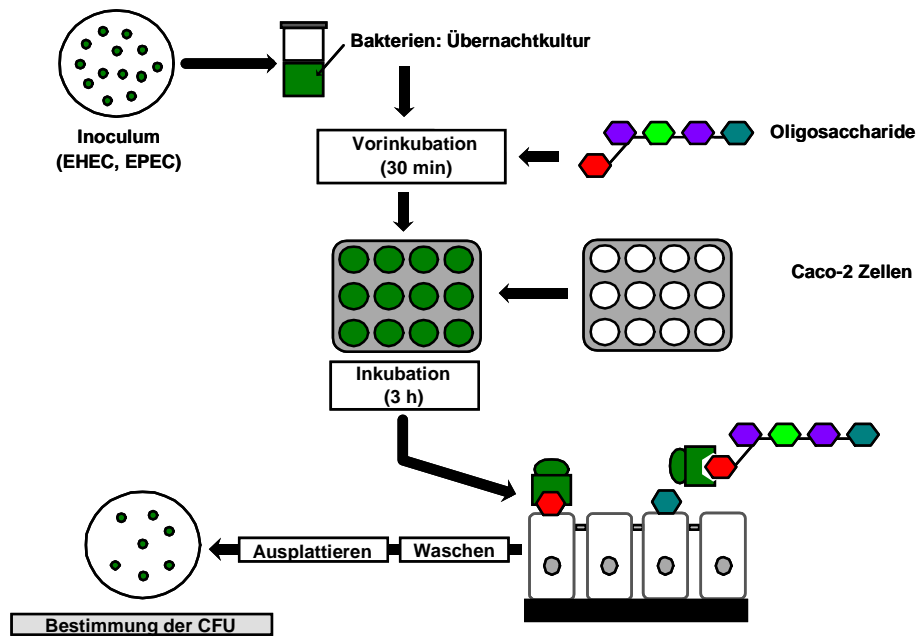 Bakterien: Übernachtkultur
Inoculum
(EHEC, EPEC)
Vorinkubation
(30 min)
Oligosaccharide
Caco-2 Zellen
Inkubation
(3 h)
Ausplattieren
Waschen
Bestimmung der CFU